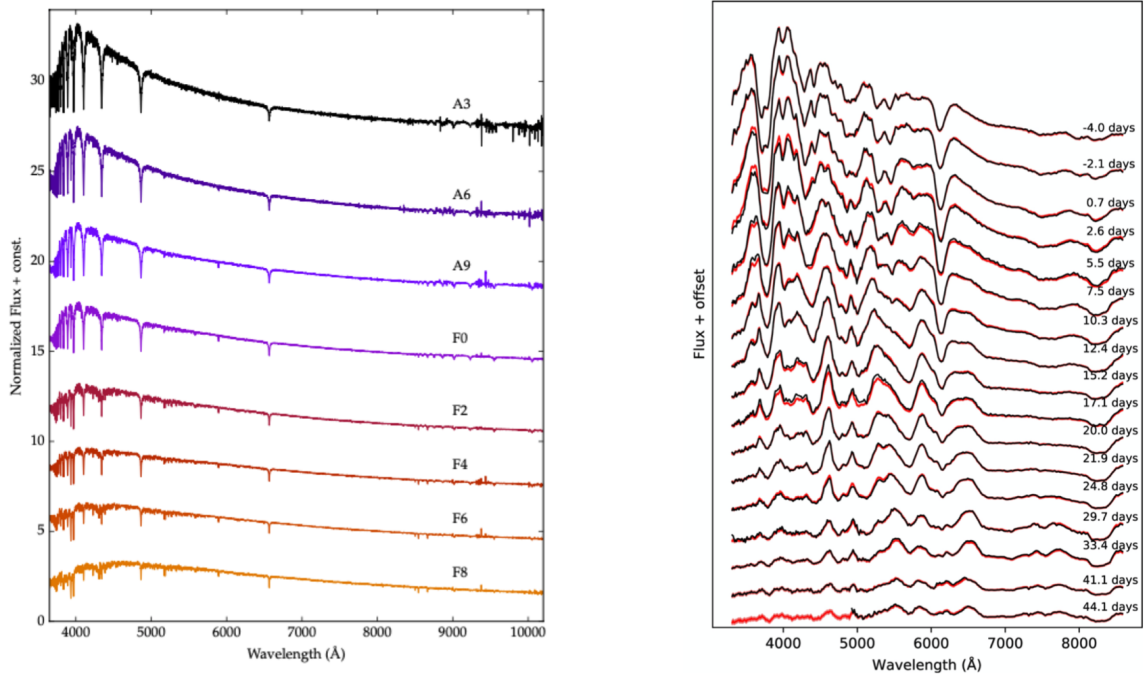 30
25
20
15
10
5
0
Normalized Flux + const.
A3
A6
A9
F0
F2
F4
F6
F8
4000 5000 6000 7000 8000 9000 10000
Wavelength (Å)
Flux + offset
-4.0 days
-2.1 days
0.7 days
2.6 days
5.5 days
7.5 days
10.3 days
12.4 days
15.2 days
17.1 days
20.0 days
21.9 days
24.8 days
29.7 days
33.4 days
41.1 days
44.1 days
4000 5000 6000 7000 8000
Wavelength (Å)